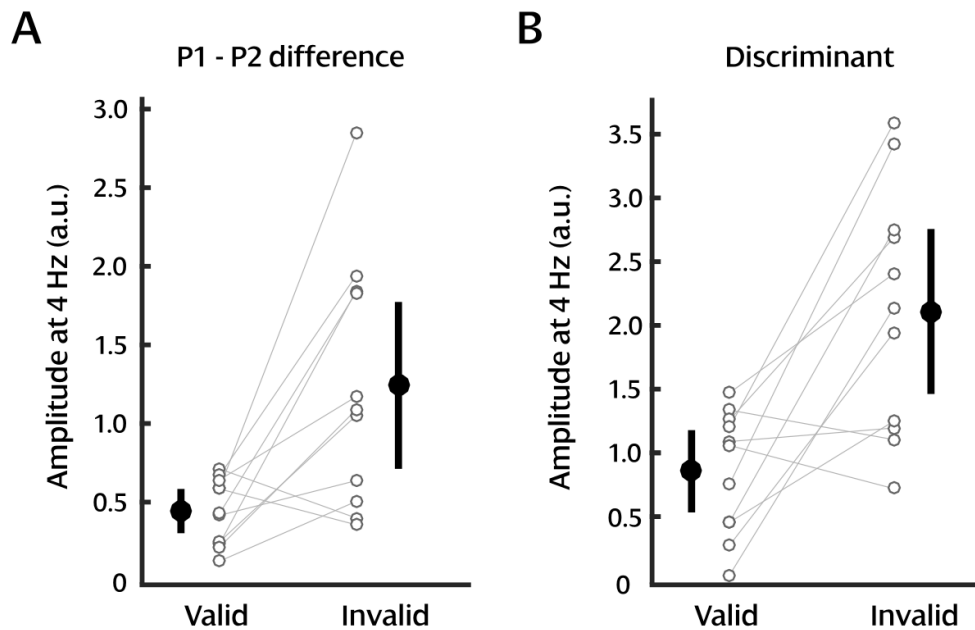 A
P1 - P2 difference
Amplitude at 4 Hz (a.u.)
3.0
2.5
2.0
1.5
1.0
0.5
0
Valid
Invalid
B
Discriminant
Amplitude at 4 Hz (a.u.)
3.5
3.0
2.5
2.0
1.5
1.0
0.5
0
Valid
Invalid